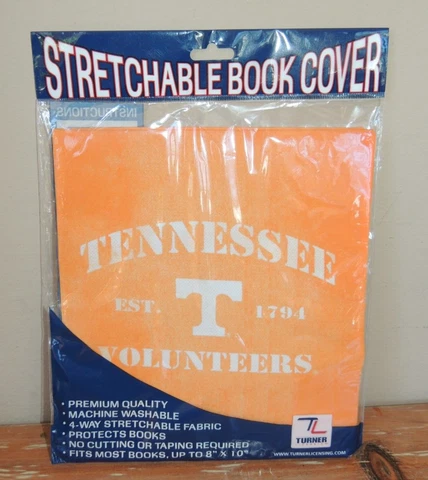 STRETCHABLE BOOK COVER
INSTRUCTIONS
TENNESSEE
EST. T 1794
VOLUNTEERS
• PREMIUM QUALITY
• MACHINE WASHABLE
• 4-WAY STRETCHABLE FABRIC
• PROTECTS BOOKS
• NO CUTTING OR TAPING REQUIRED
• FITS MOST BOOKS, UP TO 8" X 10"
TL
TURNER
WWW.TURNERLICENSING.COM